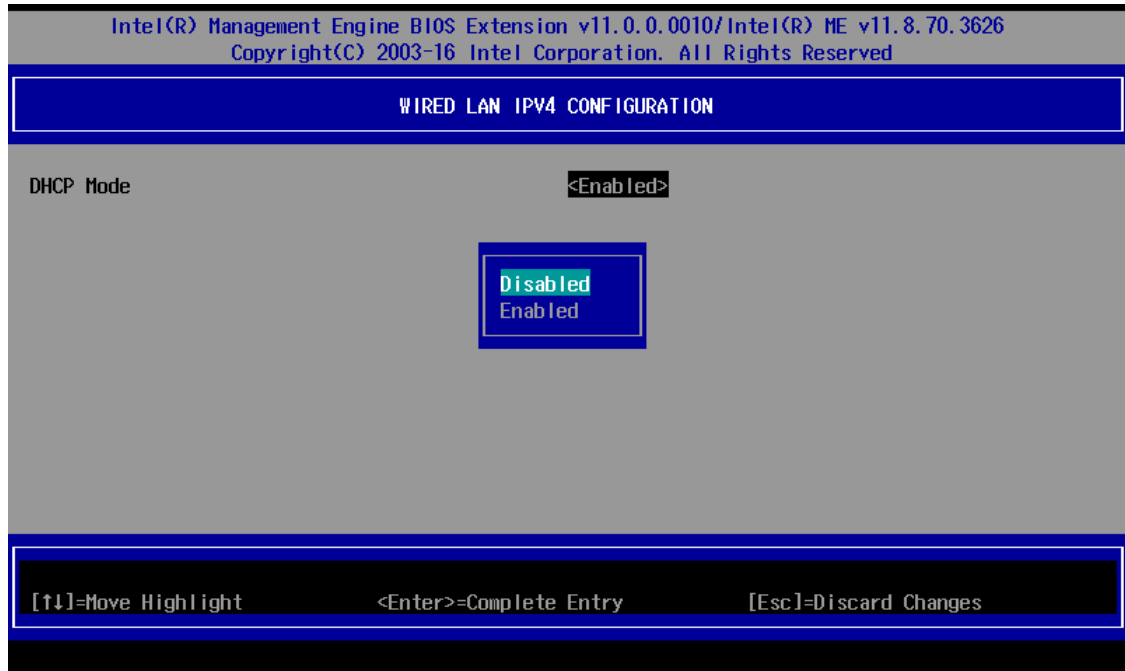 Intel(R) Management Engine BIOS Extension v11.0.0.0010/Intel(R) ME v11.8.70.3626
Copyright(C) 2003-16 Intel Corporation. All Rights Reserved
WIRED LAN IPV4 CONFIGURATION
DHCP Mode <Enabled>
Disabled
Enabled
[↑↓]=Move Highlight <Enter>=Complete Entry [Esc]=Discard Changes